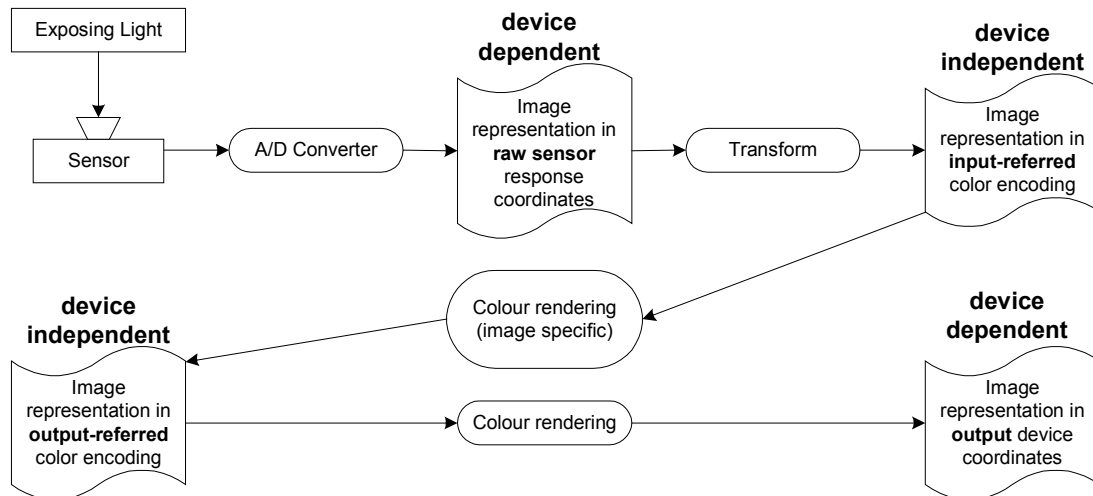 Exposing Light
Sensor
A/D Converter
device
dependent
Image
representation in
raw sensor
response
coordinates
Transform
device
independent
Image
representation in
input-referred
color encoding
Colour rendering
(image specific)
device
independent
Image
representation in
output-referred
color encoding
Colour rendering
device
dependent
Image
representation in
output device
coordinates